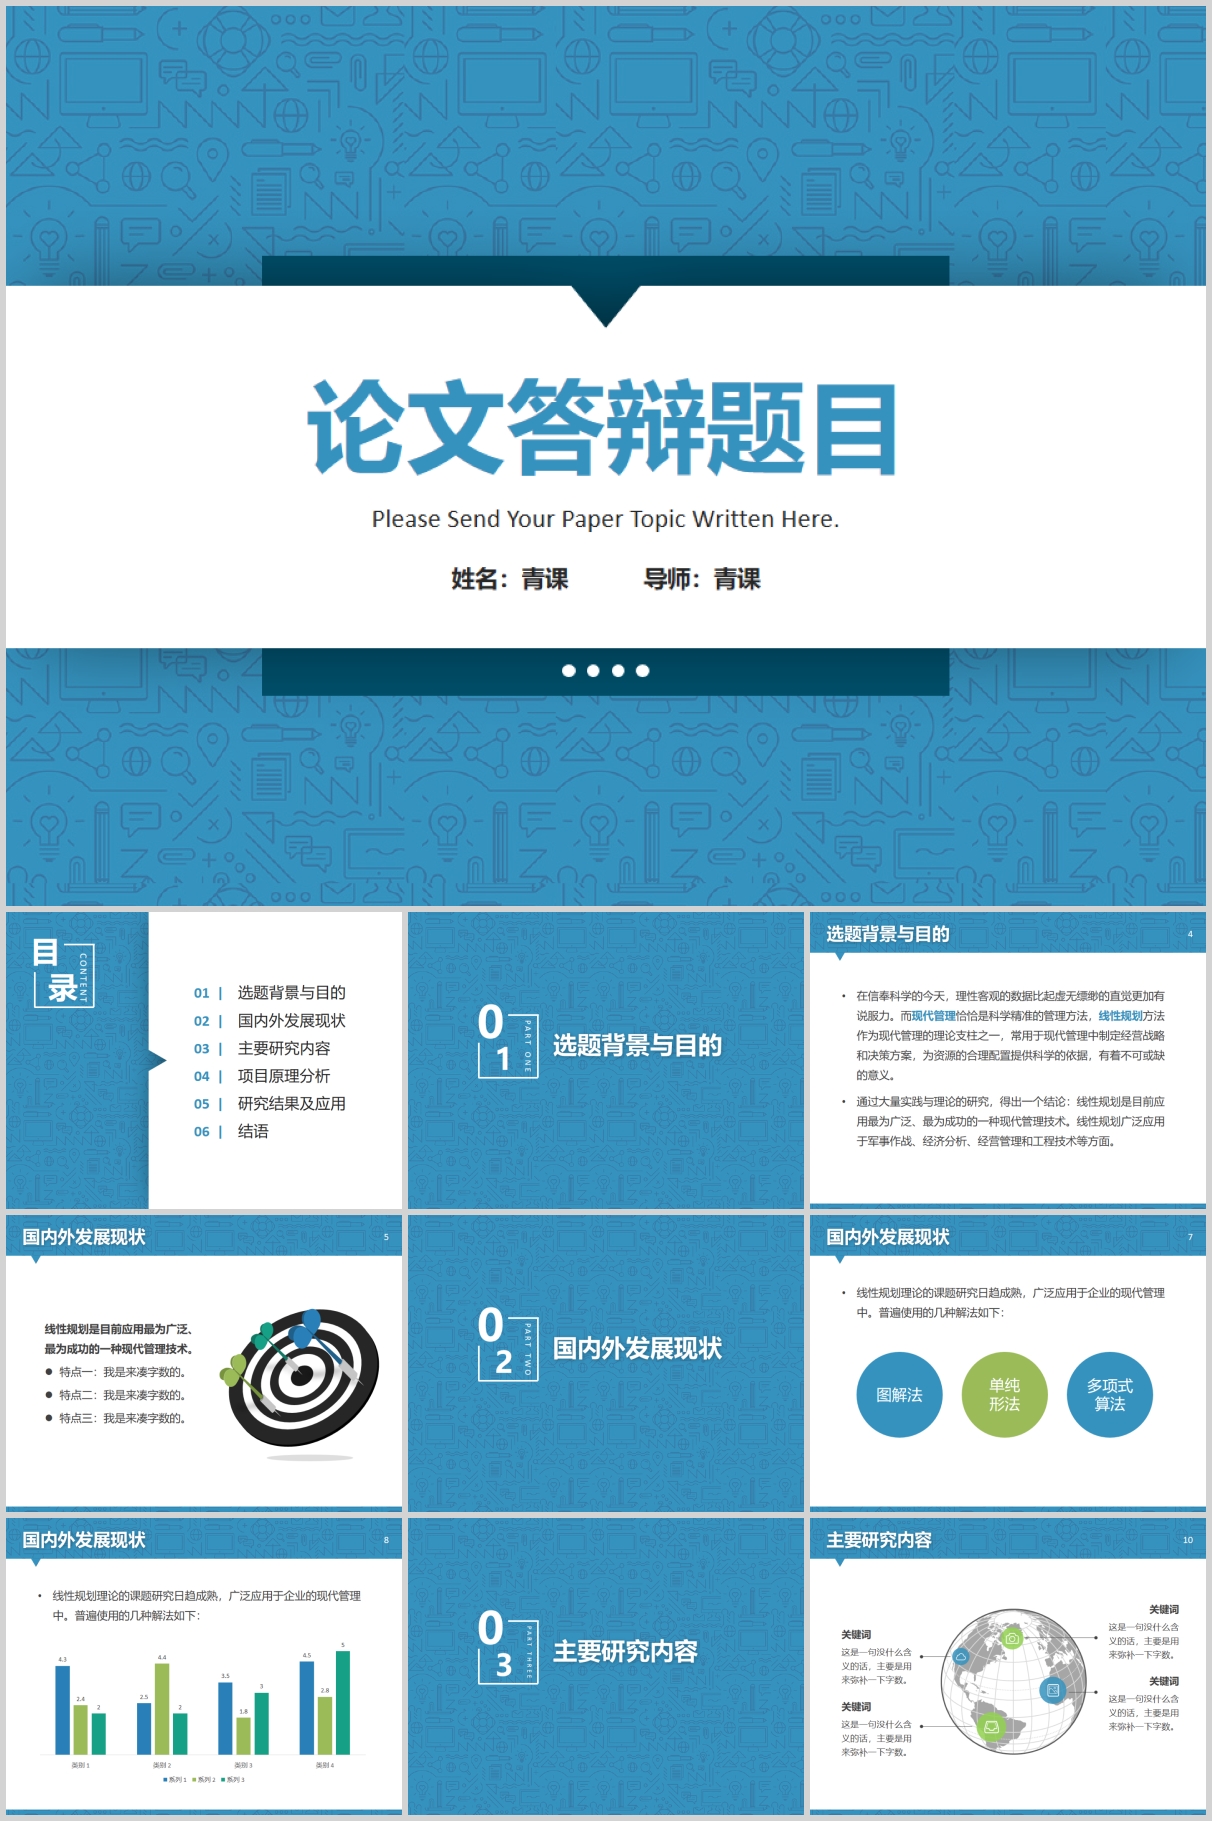 论文答辩题目
Please Send Your Paper Topic Written Here.
姓名：青课 导师：青课
目
录
CONTENT
01 | 选题背景与目的
02 | 国内外发展现状
03 | 主要研究内容
04 | 项目原理分析
05 | 研究结果及应用
06 | 结语
0
1
PART ONE
选题背景与目的
选题背景与目的
4
• 在信奉科学的今天，理性客观的数据比起虚无缥缈的直觉更加有
说服力。而现代管理恰恰是科学精准的管理方法，线性规划方法
作为现代管理的理论支柱之一，常用于现代管理中制定经营战略
和决策方案，为资源的合理配置提供科学的依据，有着不可或缺
的意义。
• 通过大量实践与理论的研究，得出一个结论：线性规划是目前应
用最为广泛、最为成功的一种现代管理技术。线性规划广泛应用
于军事作战、经济分析、经营管理和工程技术等方面。
国内外发展现状
5
线性规划是目前应用最为广泛、
最为成功的一种现代管理技术。
● 特点一：我是来凑字数的。
● 特点二：我是来凑字数的。
● 特点三：我是来凑字数的。
0
2
PART TWO
国内外发展现状
国内外发展现状
7
• 线性规划理论的课题研究日趋成熟，广泛应用于企业的现代管理
中。普遍使用的几种解法如下：
图解法
单纯
形法
多项式
算法
国内外发展现状
8
• 线性规划理论的课题研究日趋成熟，广泛应用于企业的现代管理
中。普遍使用的几种解法如下：
4.3 2.4 2 2.5 4.4 2 3.5 1.8 3 4.5 2.8 5
类别 1 类别 2 类别 3 类别 4
系列 1 系列 2 系列 3
0
3
PART THREE
主要研究内容
主要研究内容
10
关键词
这是一句没什么含
义的话，主要是用
来弥补一下字数。
关键词
这是一句没什么含
义的话，主要是用
来弥补一下字数。
关键词
这是一句没什么含
义的话，主要是用
来弥补一下字数。
关键词
这是一句没什么含
义的话，主要是用
来弥补一下字数。